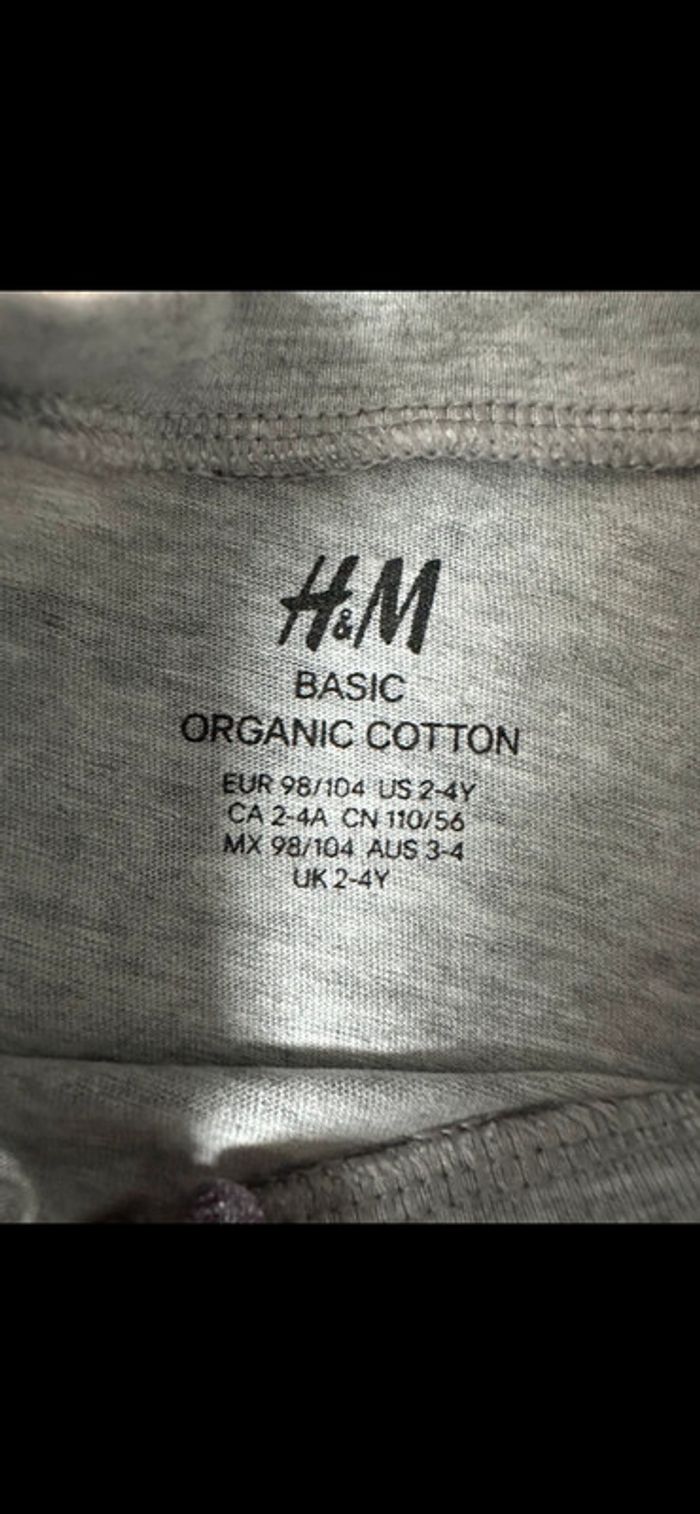 H&M
BASIC
ORGANIC COTTON
EUR 98/104 US 2-4Y
CA 2-4A CN 110/56
MX 98/104 AUS 3-4
UK 2-4Y